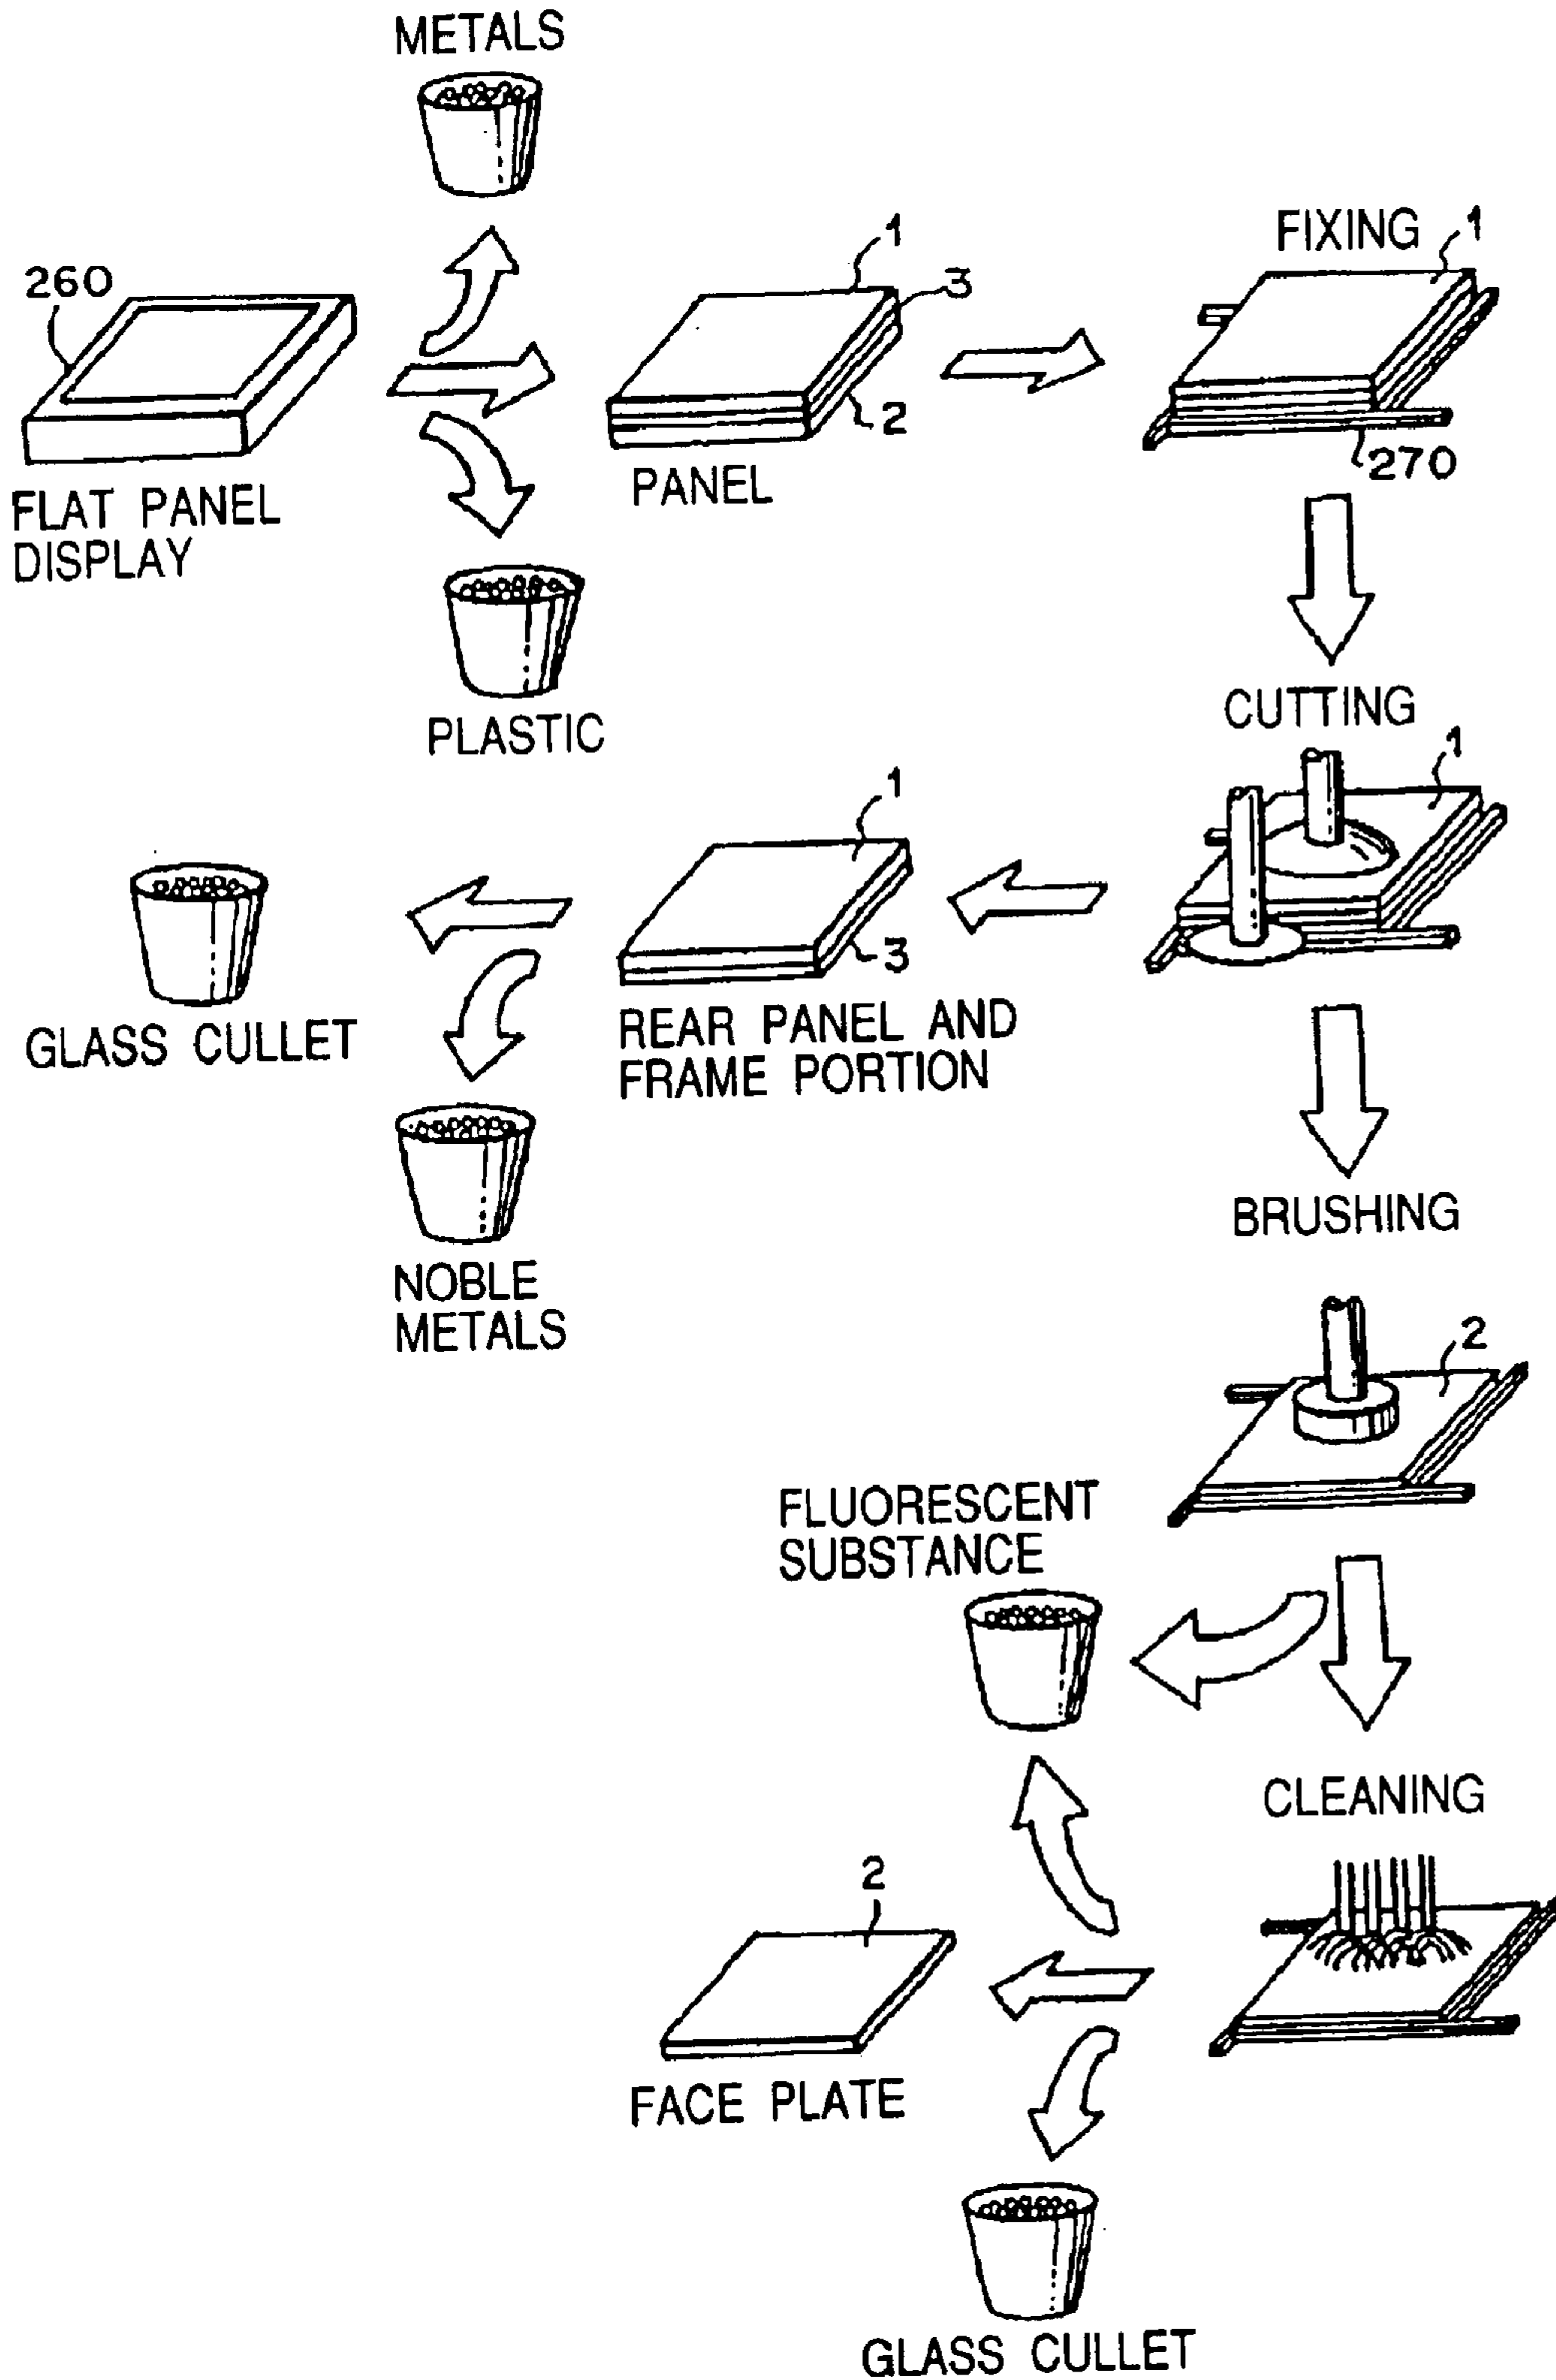 METALS
260
FLAT PANEL
DISPLAY
PLASTIC
1
3
2
PANEL
FIXING
1
270
CUTTING
1
1
3
REAR PANEL AND
FRAME PORTION
GLASS CULLET
NOBLE
METALS
BRUSHING
2
FLUORESCENT
SUBSTANCE
CLEANING
2
FACE PLATE
GLASS CULLET